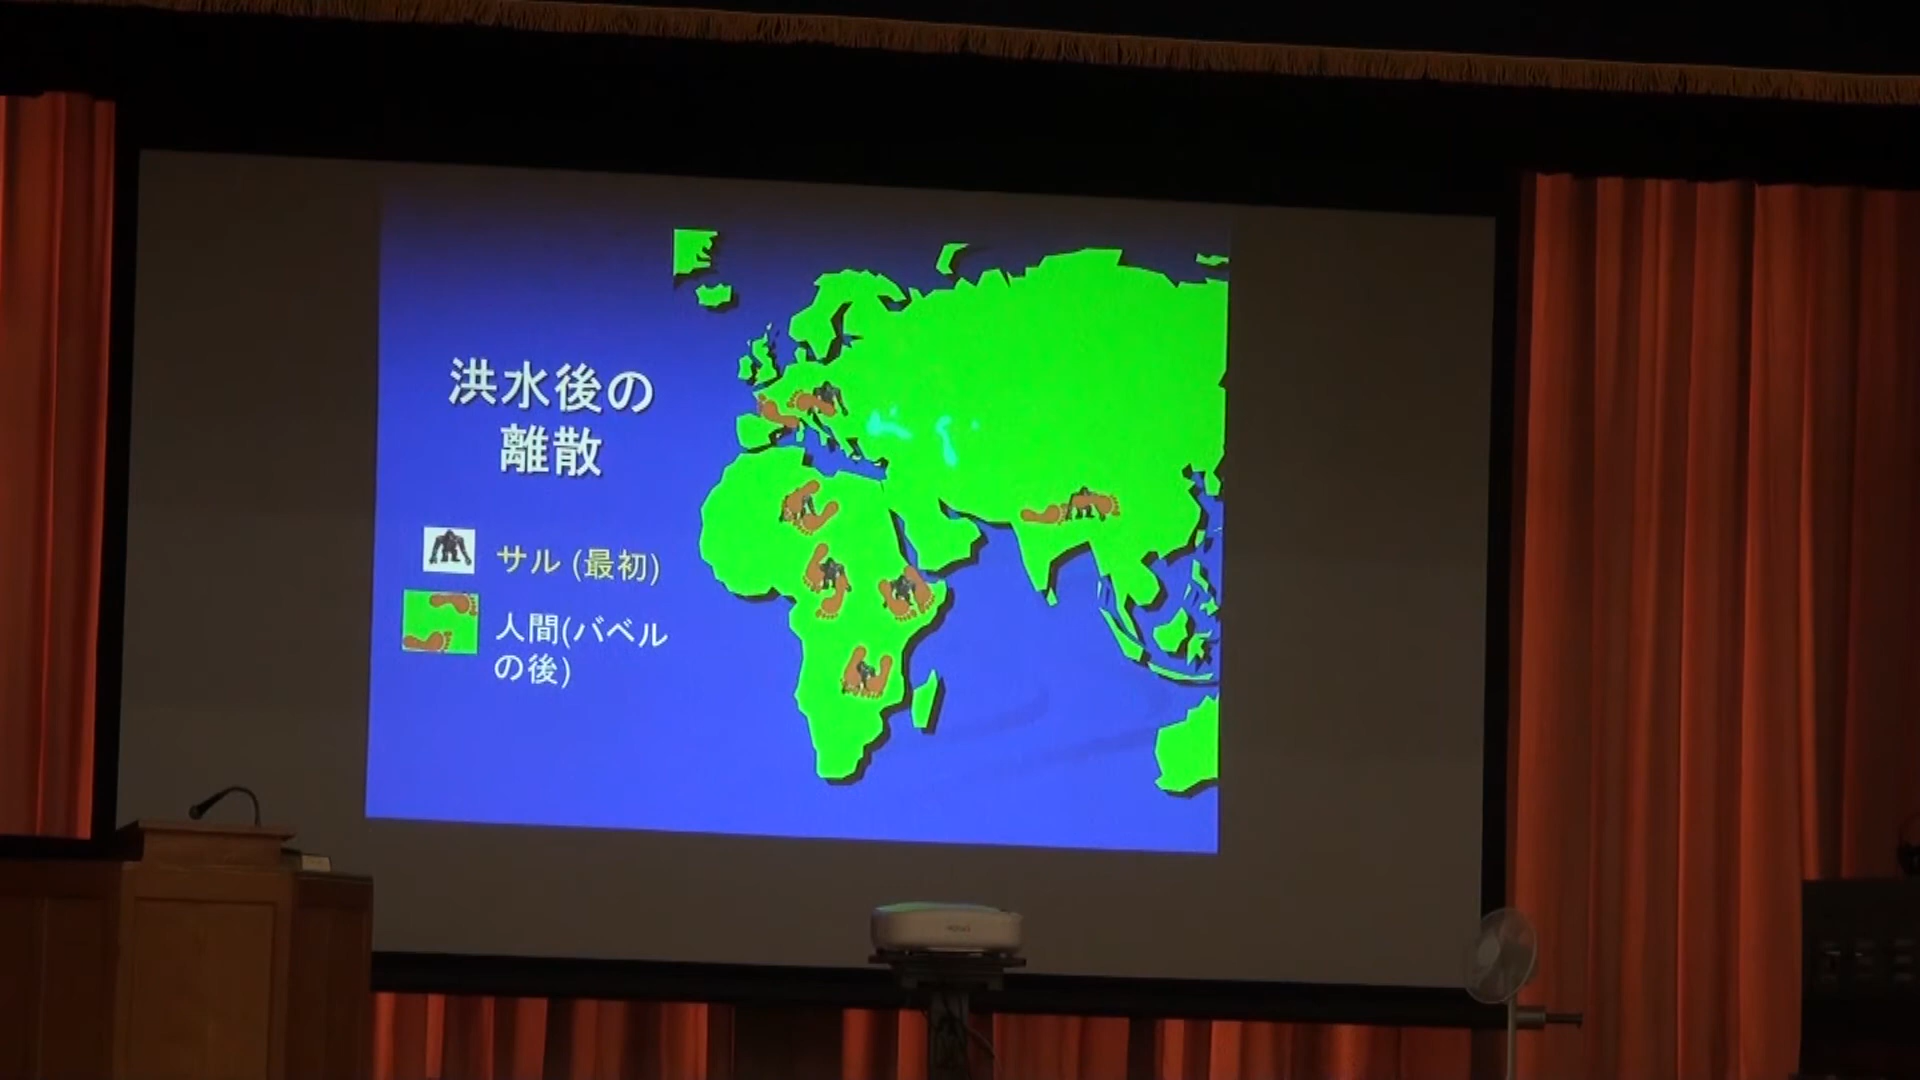 洪水後の
離散
サル (最初)
人間(バベル
の後)